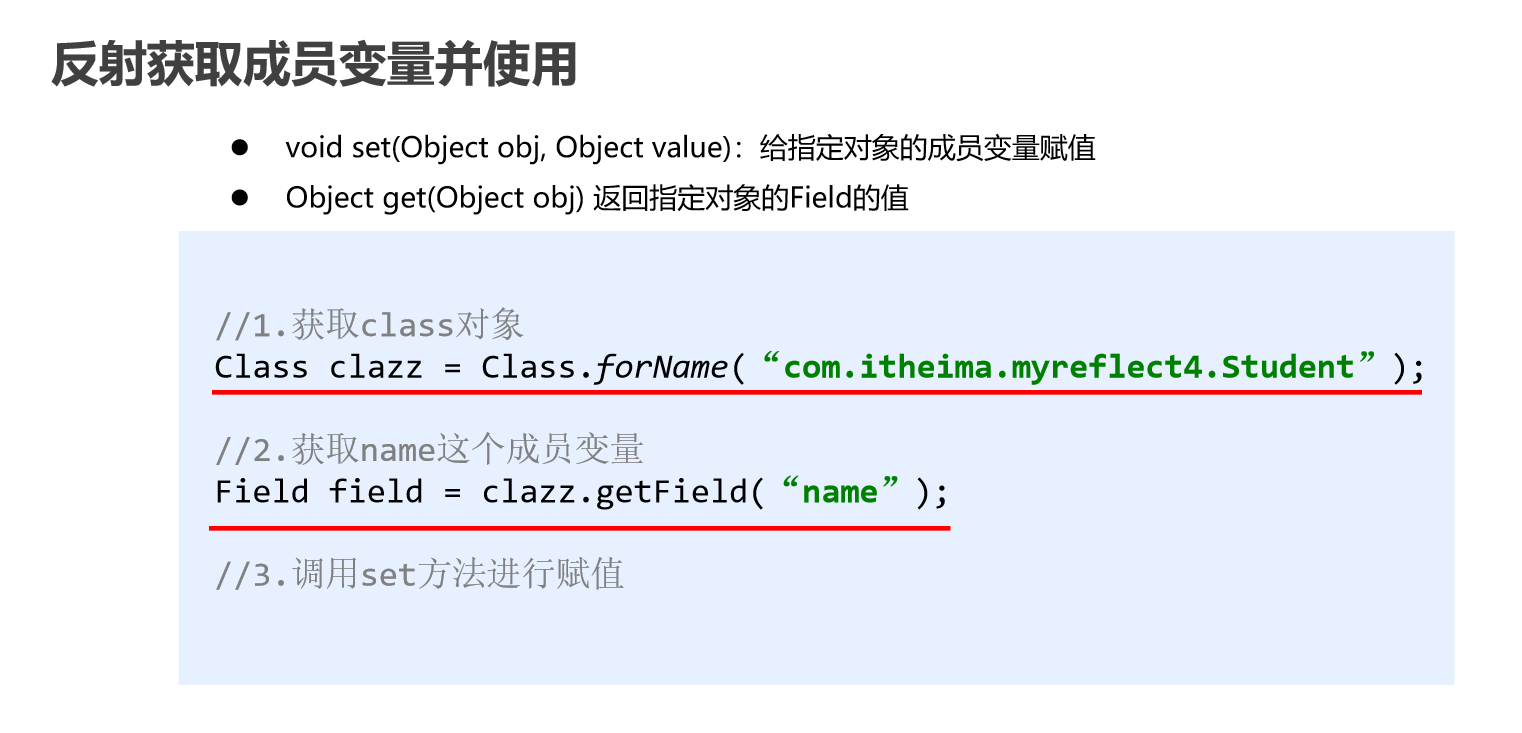 反射获取成员变量并使用
● void set(Object obj, Object value)：给指定对象的成员变量赋值
● Object get(Object obj) 返回指定对象的Field的值
//1.获取class对象
Class clazz = Class.forName(“com.itheima.myreflect4.Student”);
//2.获取name这个成员变量
Field field = clazz.getField(“name”);
//3.调用set方法进行赋值